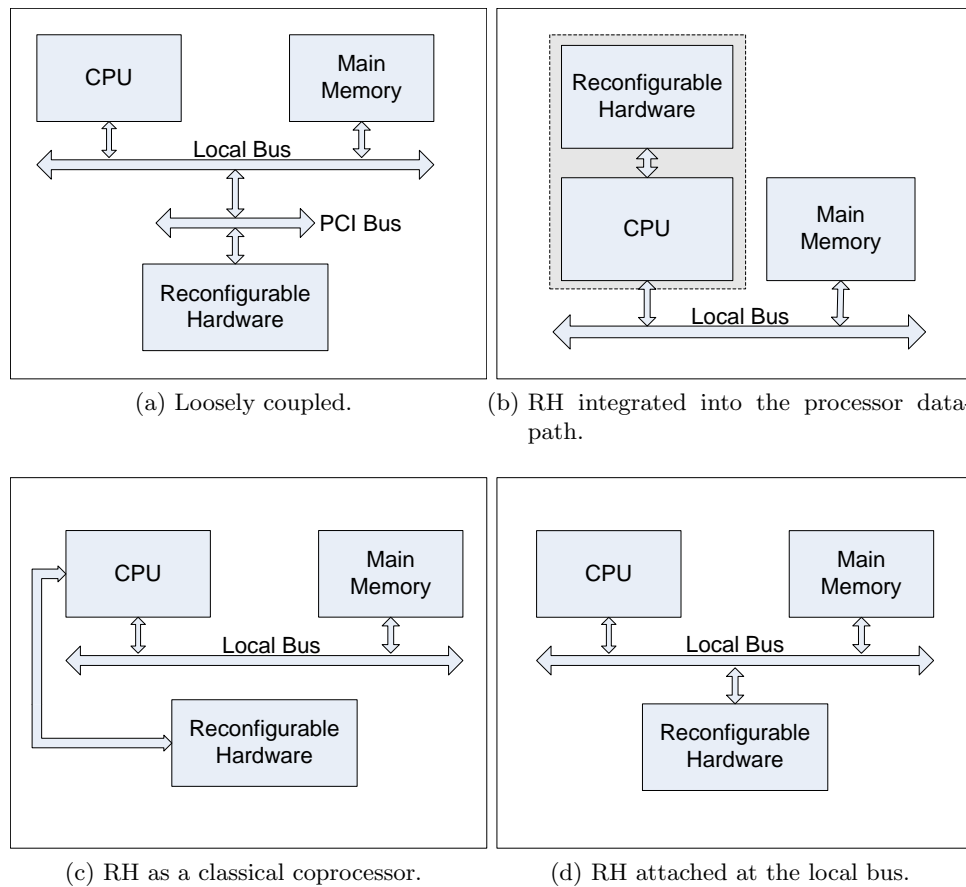 CPU
Main
Memory
Local Bus
PCI Bus
Reconfigurable
Hardware
(a) Loosely coupled.
Reconfigurable
Hardware
CPU
Main
Memory
Local Bus
(b) RH integrated into the processor data-
path.
CPU
Main
Memory
Local Bus
Reconfigurable
Hardware
(c) RH as a classical coprocessor.
CPU
Main
Memory
Local Bus
Reconfigurable
Hardware
(d) RH attached at the local bus.